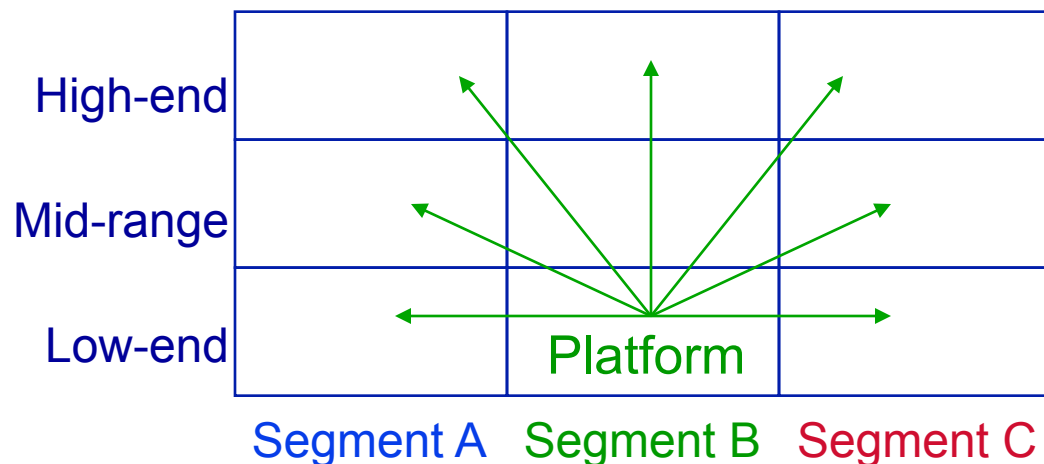 High-end
Mid-range
Low-end
Platform
Segment A
Segment B
Segment C